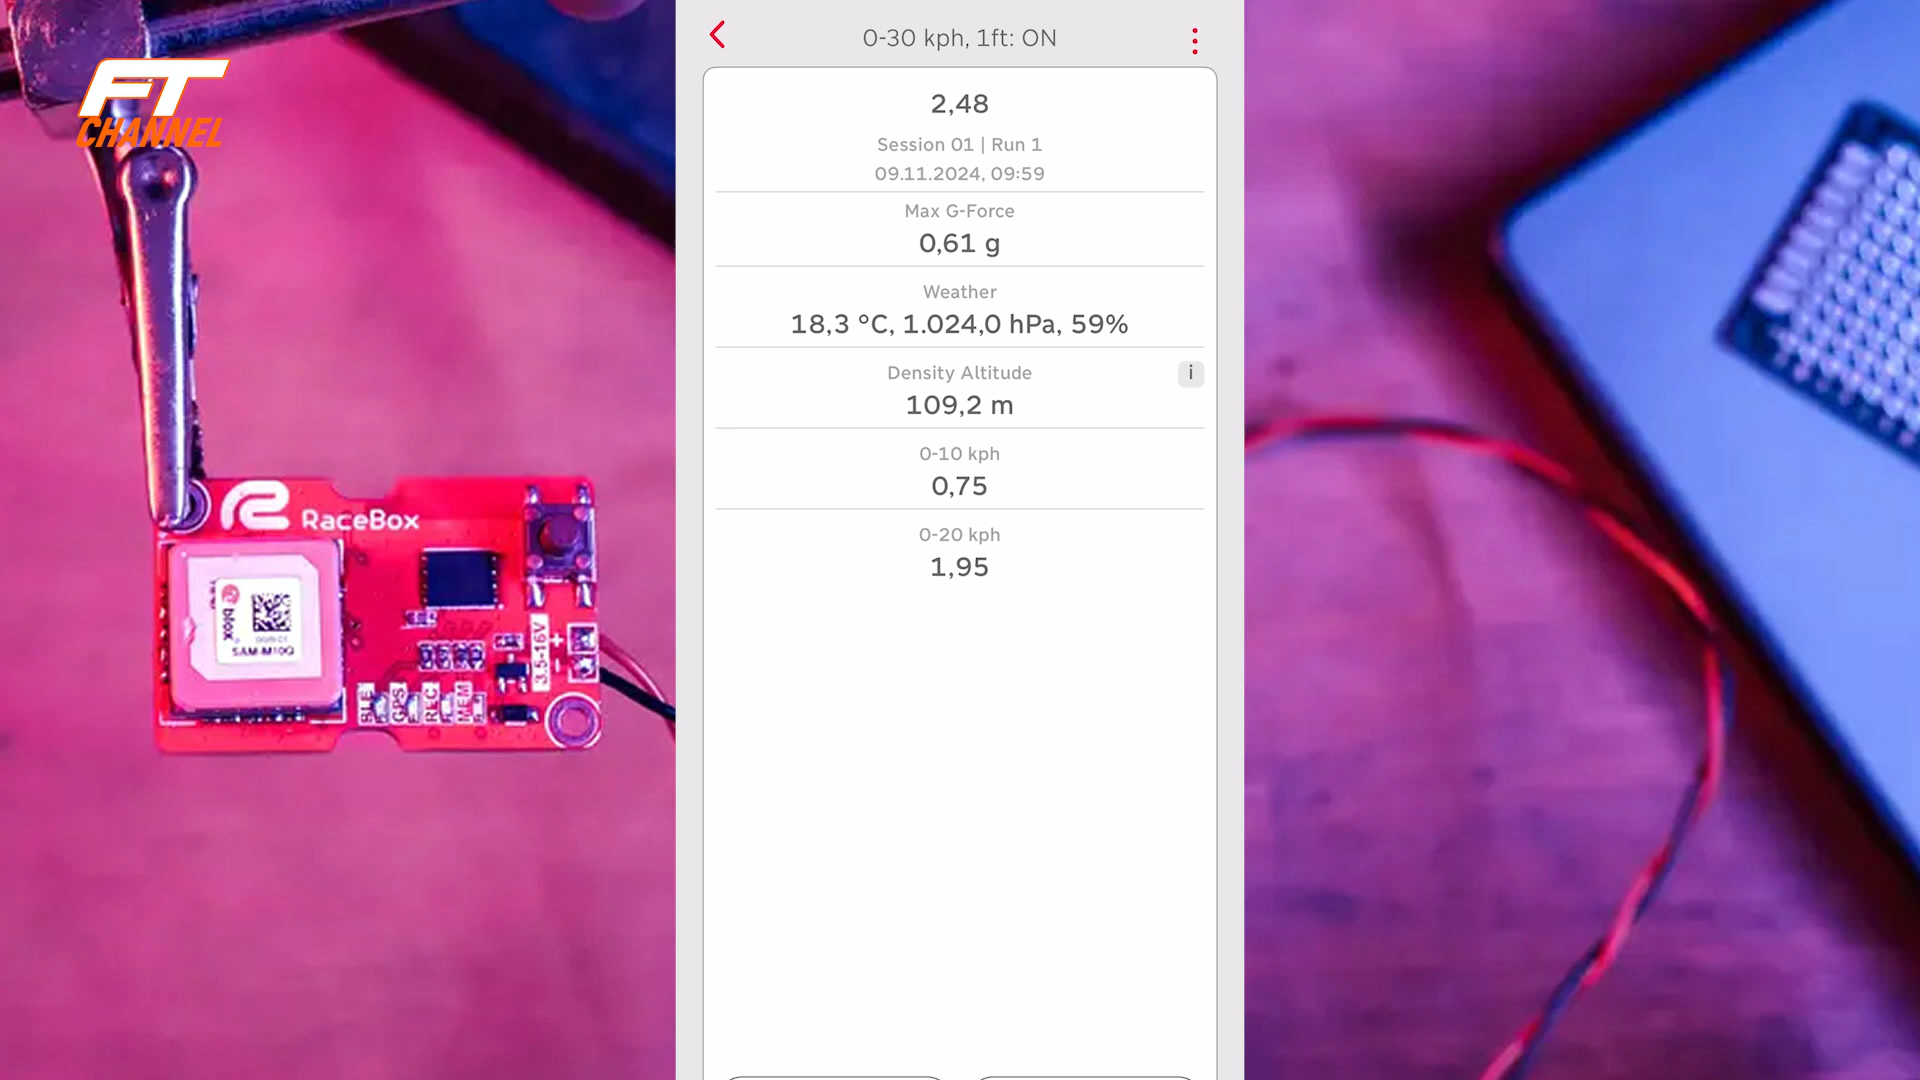 FT
CHANNEL
0-30 kph, 1ft: ON
2,48
Session 01 | Run 1
09.11.2024, 09:59
Max G-Force
0,61 g
Weather
18,3 °C, 1.024,0 hPa, 59%
Density Altitude
i
109,2 m
0-10 kph
0,75
0-20 kph
1,95
RaceBox
blox
SAM-M10Q
3.5-16V
+
-
BLE
GPS
REC
MEM